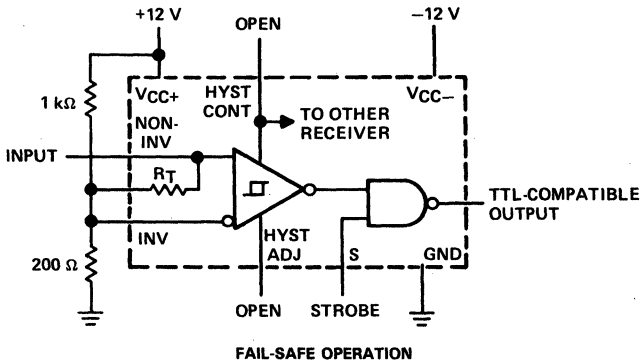 +12 V
OPEN
−12 V
1 kΩ
VCC+
HYST
CONT
VCC−
TO OTHER
RECEIVER
NON-
INV
INPUT
RT
TTL-COMPATIBLE
OUTPUT
INV
HYST
ADJ
S
GND
200 Ω
OPEN
STROBE
FAIL-SAFE OPERATION